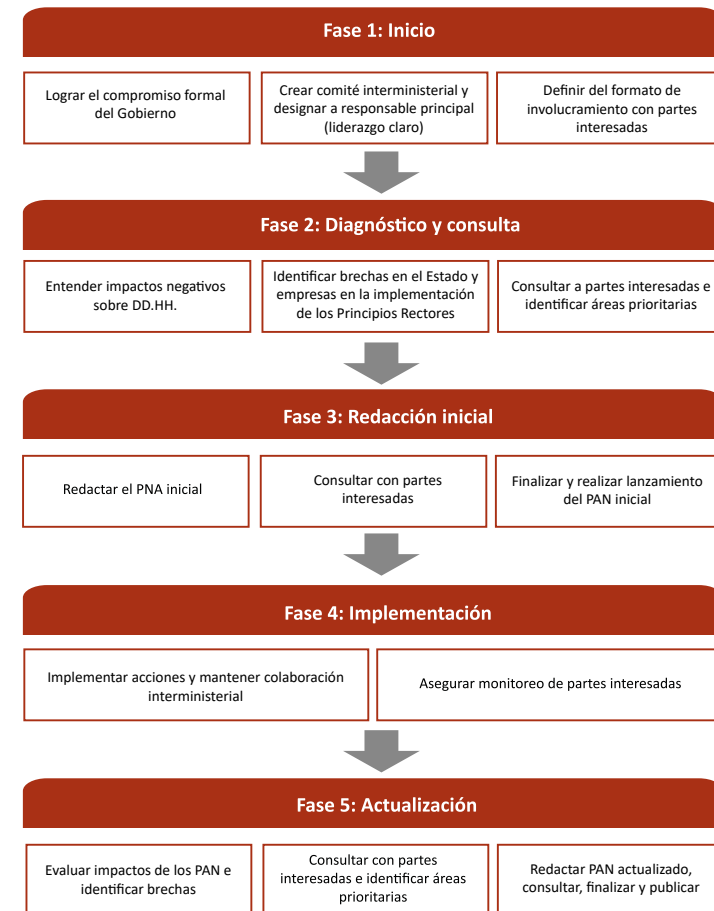 Fase 1: Inicio
Lograr el compromiso formal
del Gobierno
Crear comité interministerial y
designar a responsable principal
(liderazgo claro)
Definir del formato de
involucramiento con partes
interesadas
Fase 2: Diagnóstico y consulta
Entender impactos negativos
sobre DD.HH.
Identificar brechas en el Estado y
empresas en la implementación
de los Principios Rectores
Consultar a partes interesadas e
identificar áreas prioritarias
Fase 3: Redacción inicial
Redactar el PNA inicial
Consultar con partes
interesadas
Finalizar y realizar lanzamiento
del PAN inicial
Fase 4: Implementación
Implementar acciones y mantener colaboración
interministerial
Asegurar monitoreo de partes interesadas
Fase 5: Actualización
Evaluar impactos de los PAN e
identificar brechas
Consultar con partes
interesadas e identificar áreas
prioritarias
Redactar PAN actualizado,
consultar, finalizar y publicar